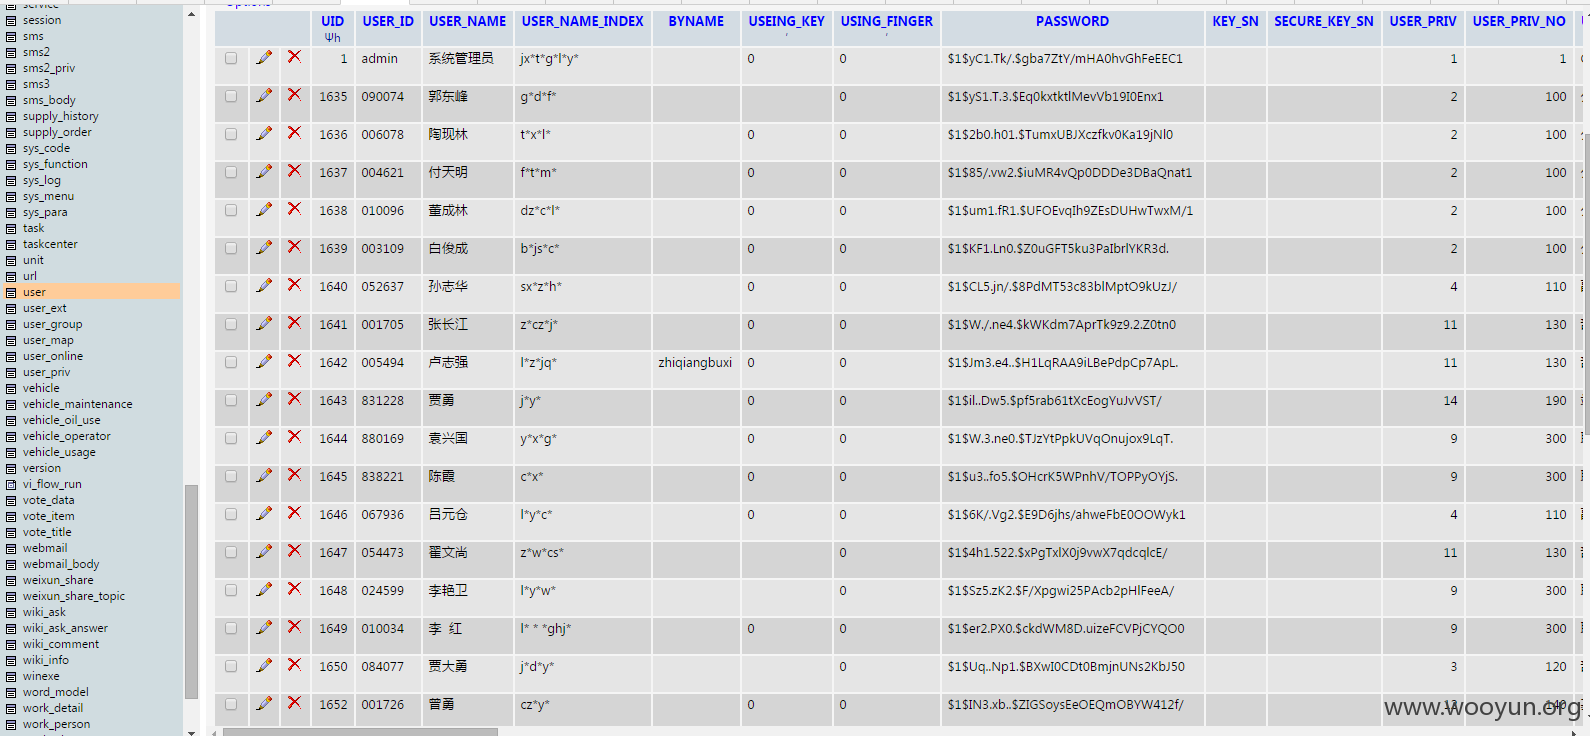 service
session
sms
sms2
sms2_priv
sms3
sms_body
supply_history
supply_order
sys_code
sys_function
sys_log
sys_menu
sys_para
task
taskcenter
unit
url
user
user_ext
user_group
user_map
user_online
user_priv
vehicle
vehicle_maintenance
vehicle_oil_use
vehicle_operator
vehicle_usage
version
vi_flow_run
vote_data
vote_item
vote_title
webmail
webmail_body
weixun_share
weixun_share_topic
wiki_ask
wiki_ask_answer
wiki_comment
wiki_info
winexe
word_model
work_detail
work_person
UID USER_ID USER_NAME USER_NAME_INDEX BYNAME USEING_KEY USING_FINGER PASSWORD KEY_SN SECURE_KEY_SN USER_PRIV USER_PRIV_NO
1 admin 系统管理员 jx*t*g*l*y* 0 0 $1$yC1.Tk/.$gba7ZtY/mHA0hvGhFeEEC1 1 1
1635 090074 郭东峰 g*d*f* 0 $1$yS1.T.3.$Eq0kxtktlMevVb19I0Enx1 2 100
1636 006078 陶现林 t*x*l* 0 0 $1$2b0.h01.$TumxUBJXczfkv0Ka19jNl0 2 100
1637 004621 付天明 f*t*m* 0 0 $1$85/.vw2.$iuMR4vQp0DDDe3DBaQnat1 2 100
1638 010096 董成林 dz*c*l* 0 0 $1$um1.fR1.$UFOEvqIh9ZEsDUHwTwxM/1 2 100
1639 003109 白俊成 b*js*c* 0 0 $1$KF1.Ln0.$Z0uGFT5ku3PaIbrlYKR3d. 2 100
1640 052637 孙志华 sx*z*h* 0 0 $1$CL5.jn/.$8PdMT53c83blMptO9kUzJ/ 4 110
1641 001705 张长江 z*cz*j* 0 0 $1$W./.ne4.$kWKdm7AprTk9z9.2.Z0tn0 11 130
1642 005494 卢志强 l*z*jq* zhiqiangbuxi 0 0 $1$Jm3.e4..$H1LqRAA9iLBePdpCp7ApL. 11 130
1643 831228 贾勇 j*y* 0 0 $1$il..Dw5.$pf5rab61tXcEogYuJvVST/ 14 190
1644 880169 袁兴国 y*x*g* 0 0 $1$W.3.ne0.$TJzYtPpkUVqOnujox9LqT. 9 300
1645 838221 陈霞 c*x* 0 0 $1$u3..fo5.$OHcrK5WPnhV/TOPPyOYjS. 9 300
1646 067936 吕元仓 l*y*c* 0 0 $1$6K/.Vg2.$E9D6jhs/ahweFbE0OOWyk1 4 110
1647 054473 翟文尚 z*w*cs* 0 $1$4h1.522.$xPgTxlX0j9vwX7qdcqlcE/ 11 130
1648 024599 李艳卫 l*y*w* 0 0 $1$Sz5.zK2.$F/Xpgwi25PAcb2pHlFeeA/ 9 300
1649 010034 李 红 l* * *ghj* 0 0 $1$er2.PX0.$ckdWM8D.uizeFCVPjCYQO0 9 300
1650 084077 贾大勇 j*d*y* 0 $1$Uq..Np1.$BXwI0CDt0BmjnUNs2KbJ50 3 120
1652 001726 曾勇 cz*y* 0 0 $1$IN3.xb..$ZIGSoysEeOEQmOBYW412f/ 12 140
www.wooyun.org